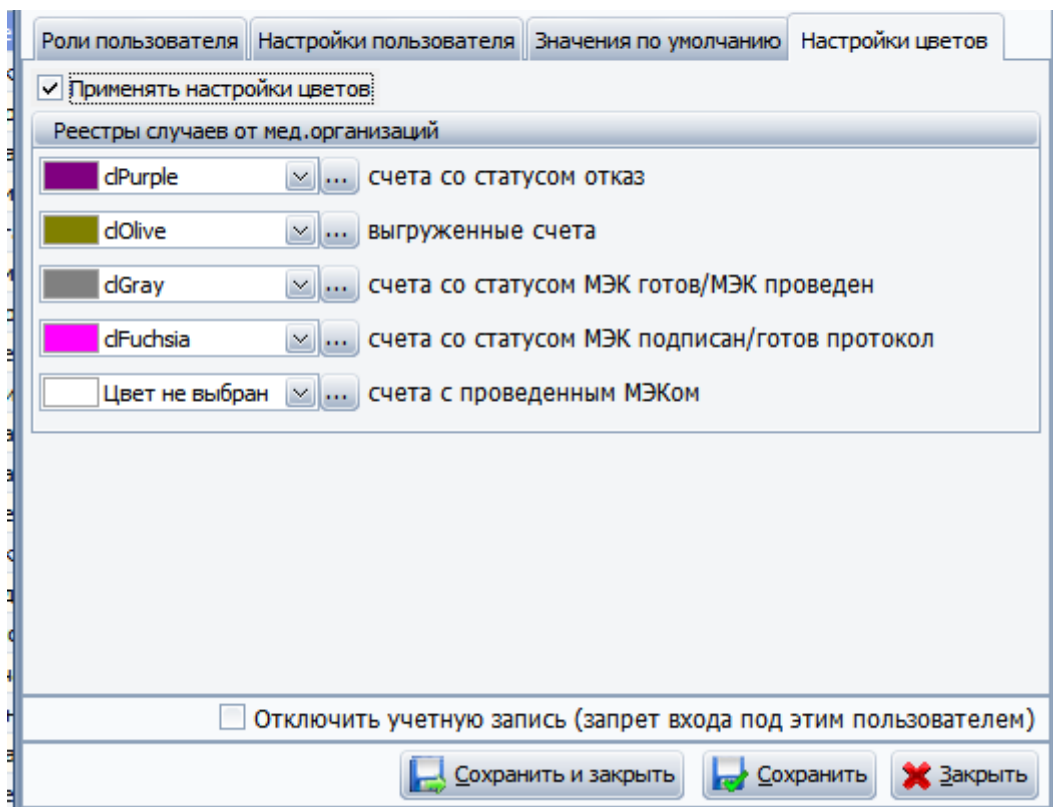 Роли пользователя Настройки пользователя Значения по умолчанию Настройки цветов
Применять настройки цветов
Реестры случаев от мед.организаций
clPurple ... счета со статусом отказ
clOlive ... выгруженные счета
clGray ... счета со статусом МЭК готов/МЭК проведен
clFuchsia ... счета со статусом МЭК подписан/готов протокол
Цвет не выбран ... счета с проведенным МЭКом
Отключить учетную запись (запрет входа под этим пользователем)
Сохранить и закрыть Сохранить Закрыть